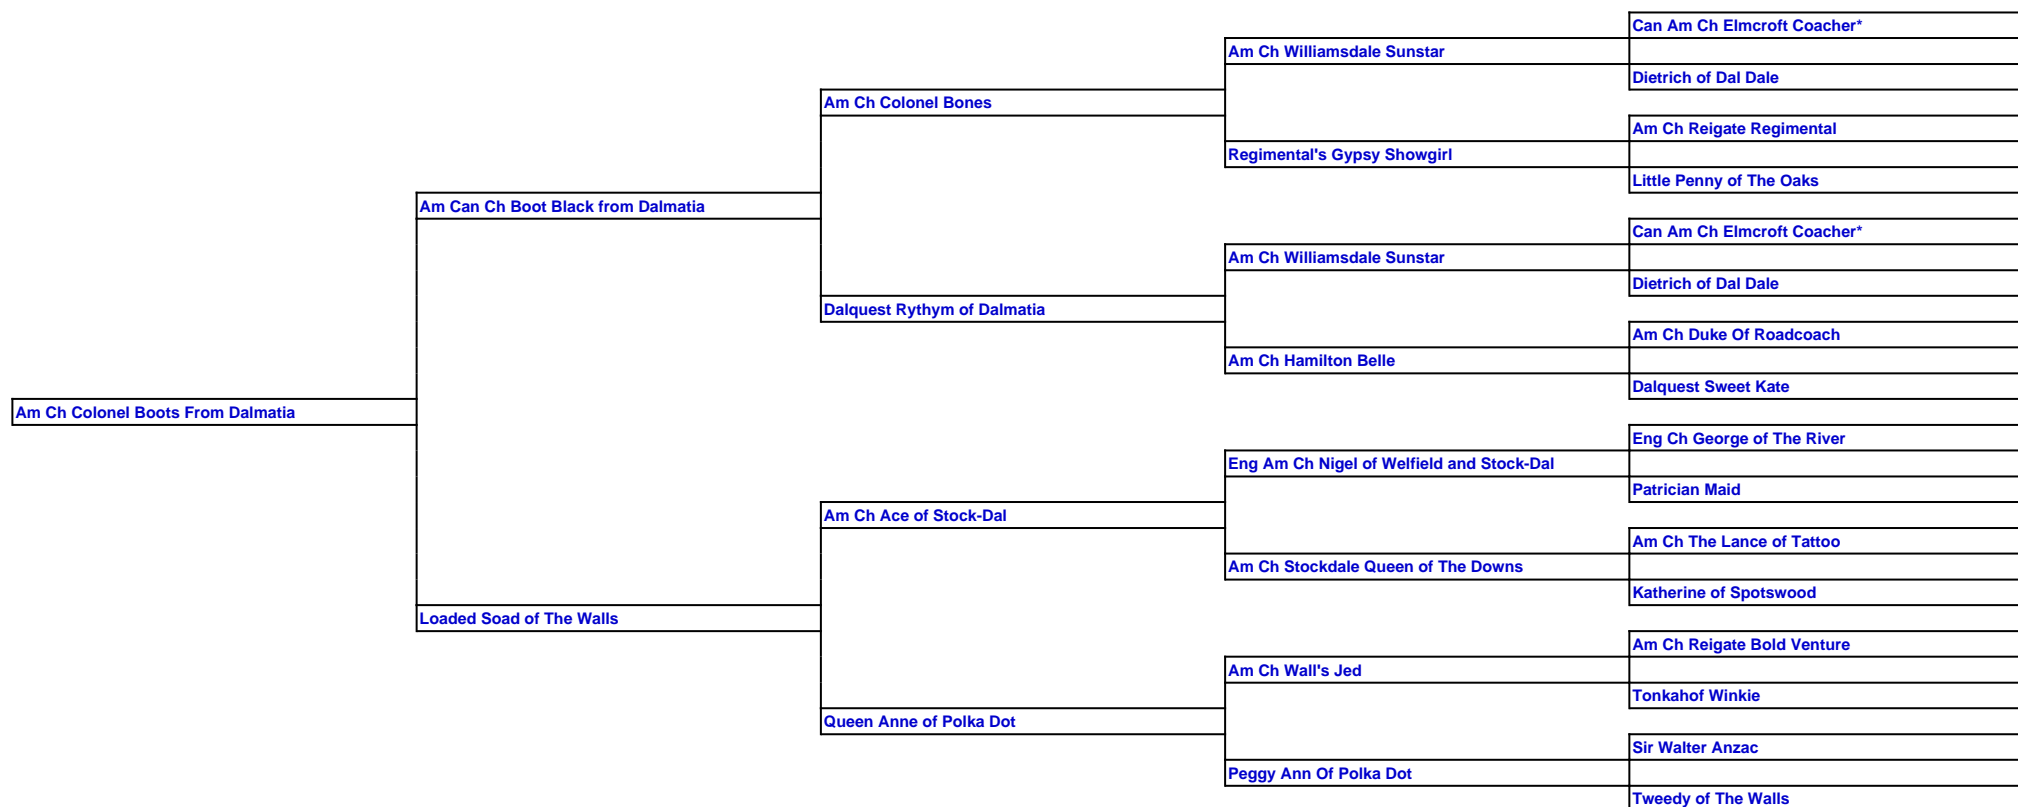 Can Am Ch Elmcroft Coacher*
Am Ch Williamsdale Sunstar
Dietrich of Dal Dale
Am Ch Colonel Bones
Am Ch Reigate Regimental
Regimental's Gypsy Showgirl
Little Penny of The Oaks
Am Can Ch Boot Black from Dalmatia
Can Am Ch Elmcroft Coacher*
Am Ch Williamsdale Sunstar
Dietrich of Dal Dale
Dalquest Rythym of Dalmatia
Am Ch Duke Of Roadcoach
Am Ch Hamilton Belle
Dalquest Sweet Kate
Am Ch Colonel Boots From Dalmatia
Eng Ch George of The River
Eng Am Ch Nigel of Welfield and Stock-Dal
Patrician Maid
Am Ch Ace of Stock-Dal
Am Ch The Lance of Tattoo
Am Ch Stockdale Queen of The Downs
Katherine of Spotswood
Loaded Soad of The Walls
Am Ch Reigate Bold Venture
Am Ch Wall's Jed
Tonkahof Winkie
Queen Anne of Polka Dot
Sir Walter Anzac
Peggy Ann Of Polka Dot
Tweedy of The Walls